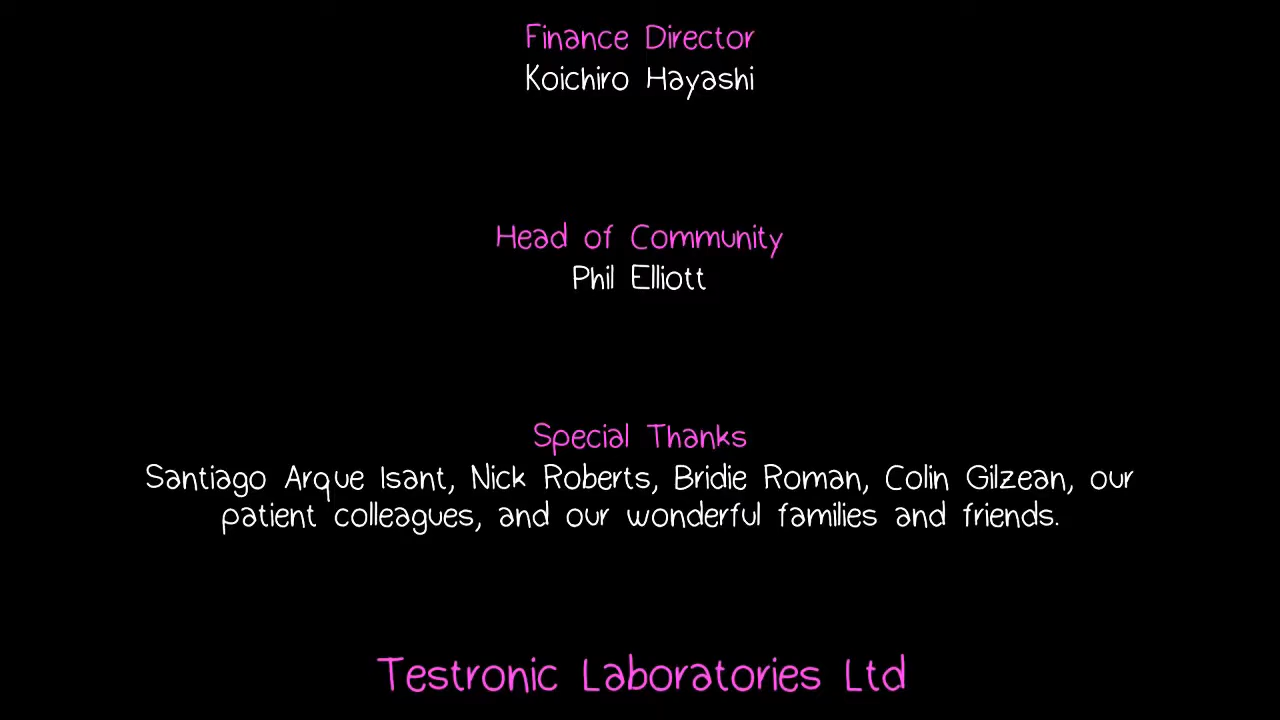 Finance Director
Koichiro Hayashi
Head of Community
Phil Elliott
Special Thanks
Santiago Arque Isant, Nick Roberts, Bridie Roman, Colin Gilzean, our
patient colleagues, and our wonderful families and friends.
Testronic Laboratories Ltd